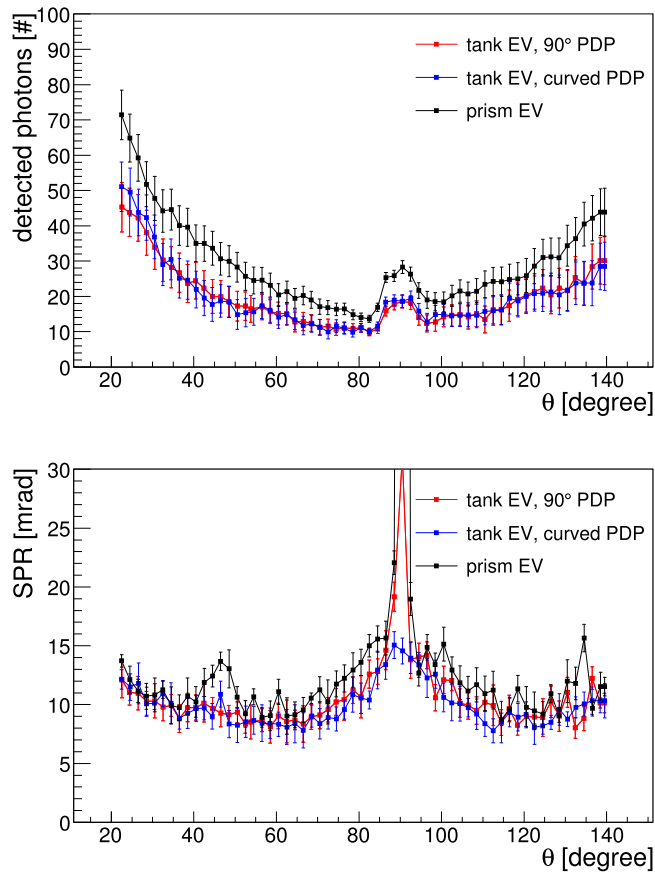 detected photons [#]
100
90
80
70
60
50
40
30
20
10
0
tank EV, 90° PDP
tank EV, curved PDP
prism EV
20 40 60 80 100 120 140
θ [degree]
SPR [mrad]
30
25
20
15
10
5
0
tank EV, 90° PDP
tank EV, curved PDP
prism EV
20 40 60 80 100 120 140
θ [degree]